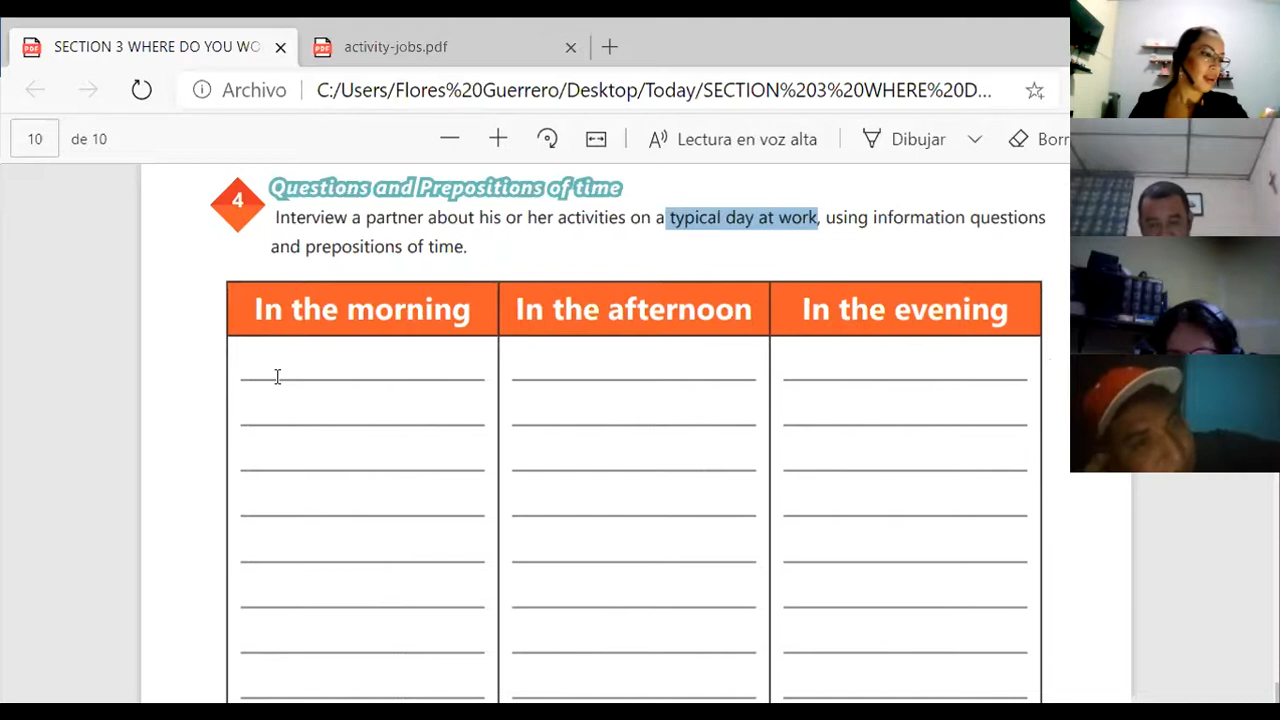 SECTION 3 WHERE DO YOU WO
activity-jobs.pdf
Archivo
C:/Users/Flores%20Guerrero/Desktop/Today/SECTION%203%20WHERE%20D...
10 de 10
Lectura en voz alta
Dibujar
Borr
4
Questions and Prepositions of time
Interview a partner about his or her activities on a typical day at work, using information questions
and prepositions of time.
In the morning
In the afternoon
In the evening